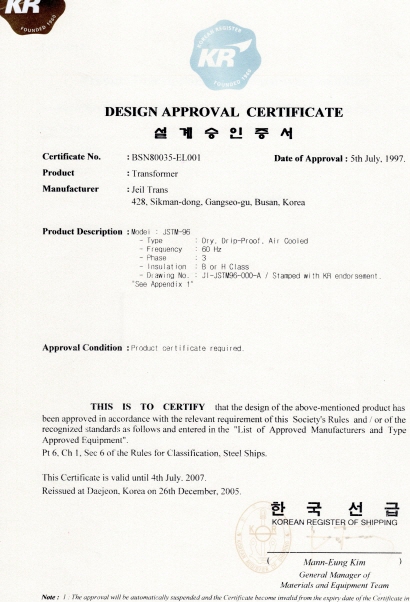 KR
FOUNDED 1960
KOREAN REGISTER
KR
FOUNDED 1960
DESIGN APPROVAL CERTIFICATE
설 계 승 인 증 서
Certificate No. : BSN80035-EL001 Date of Approval : 5th July, 1997.
Product : Transformer
Manufacturer : Jeil Trans
428, Sikman-dong, Gangseo-gu, Busan, Korea
Product Description : Model : JSTM-96
- Type : Dry, Drip-Proof, Air Cooled
- Frequency : 60 Hz
- Phase : 3
- Insulation : B or H Class
- Drawing No. : JI-JSTM96-000-A / Stamped with KR endorsement.
"See Appendix 1"
Approval Condition : Product certificate required.
THIS IS TO CERTIFY that the design of the above-mentioned product has
been approved in accordance with the relevant requirement of this Society's Rules and / or of the
recognized standards as follows and entered in the "List of Approved Manufacturers and Type
Approved Equipment".
Pt 6, Ch 1, Sec 6 of the Rules for Classification, Steel Ships.
This Certificate is valid until 4th July. 2007.
Reissued at Daejeon, Korea on 26th December, 2005.
한 국 선 급
KOREAN REGISTER OF SHIPPING
( Mann-Eung Kim )
General Manager of
Materials and Equipment Team
Note : 1. The approval will be automatically suspended and the Certificate become invalid from the expiry date of the Certificate in